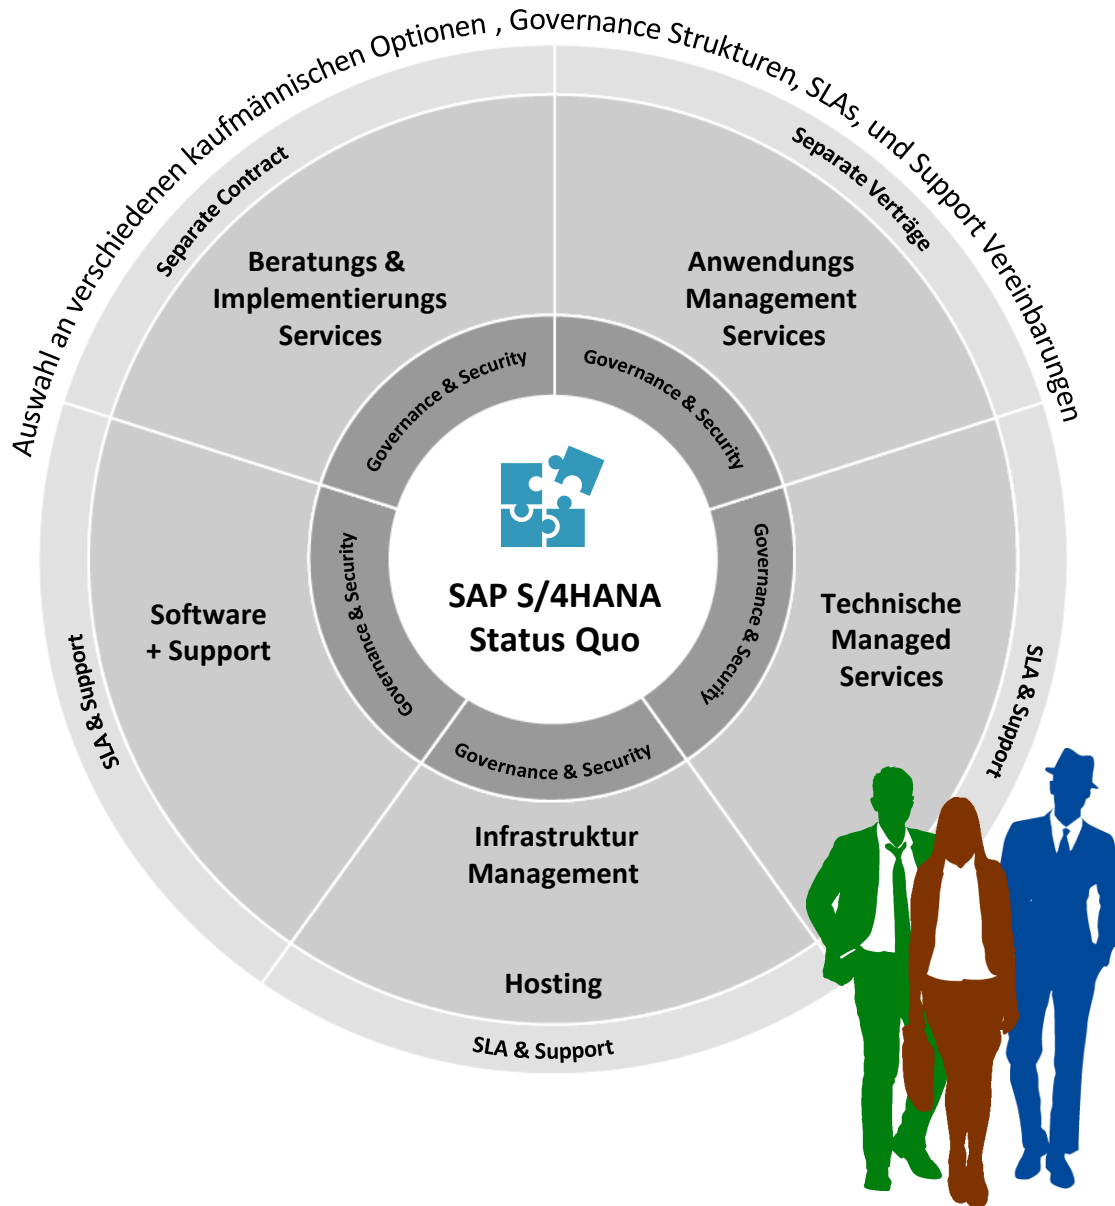 Auswahl an verschiedenen kaufmännischen Optionen , Governance Strukturen, SLAs, und Support Vereinbarungen
Separate Contract
Separate Verträge
Beratungs &
Implementierungs
Services
Anwendungs
Management
Services
Governance & Security
Governance & Security
SAP S/4HANA
Status Quo
Software
+ Support
SLA & Support
Governance & Security
Governance & Security
Technische
Managed
Services
SLA & Support
Governance & Security
Infrastruktur
Management
Hosting
SLA & Support